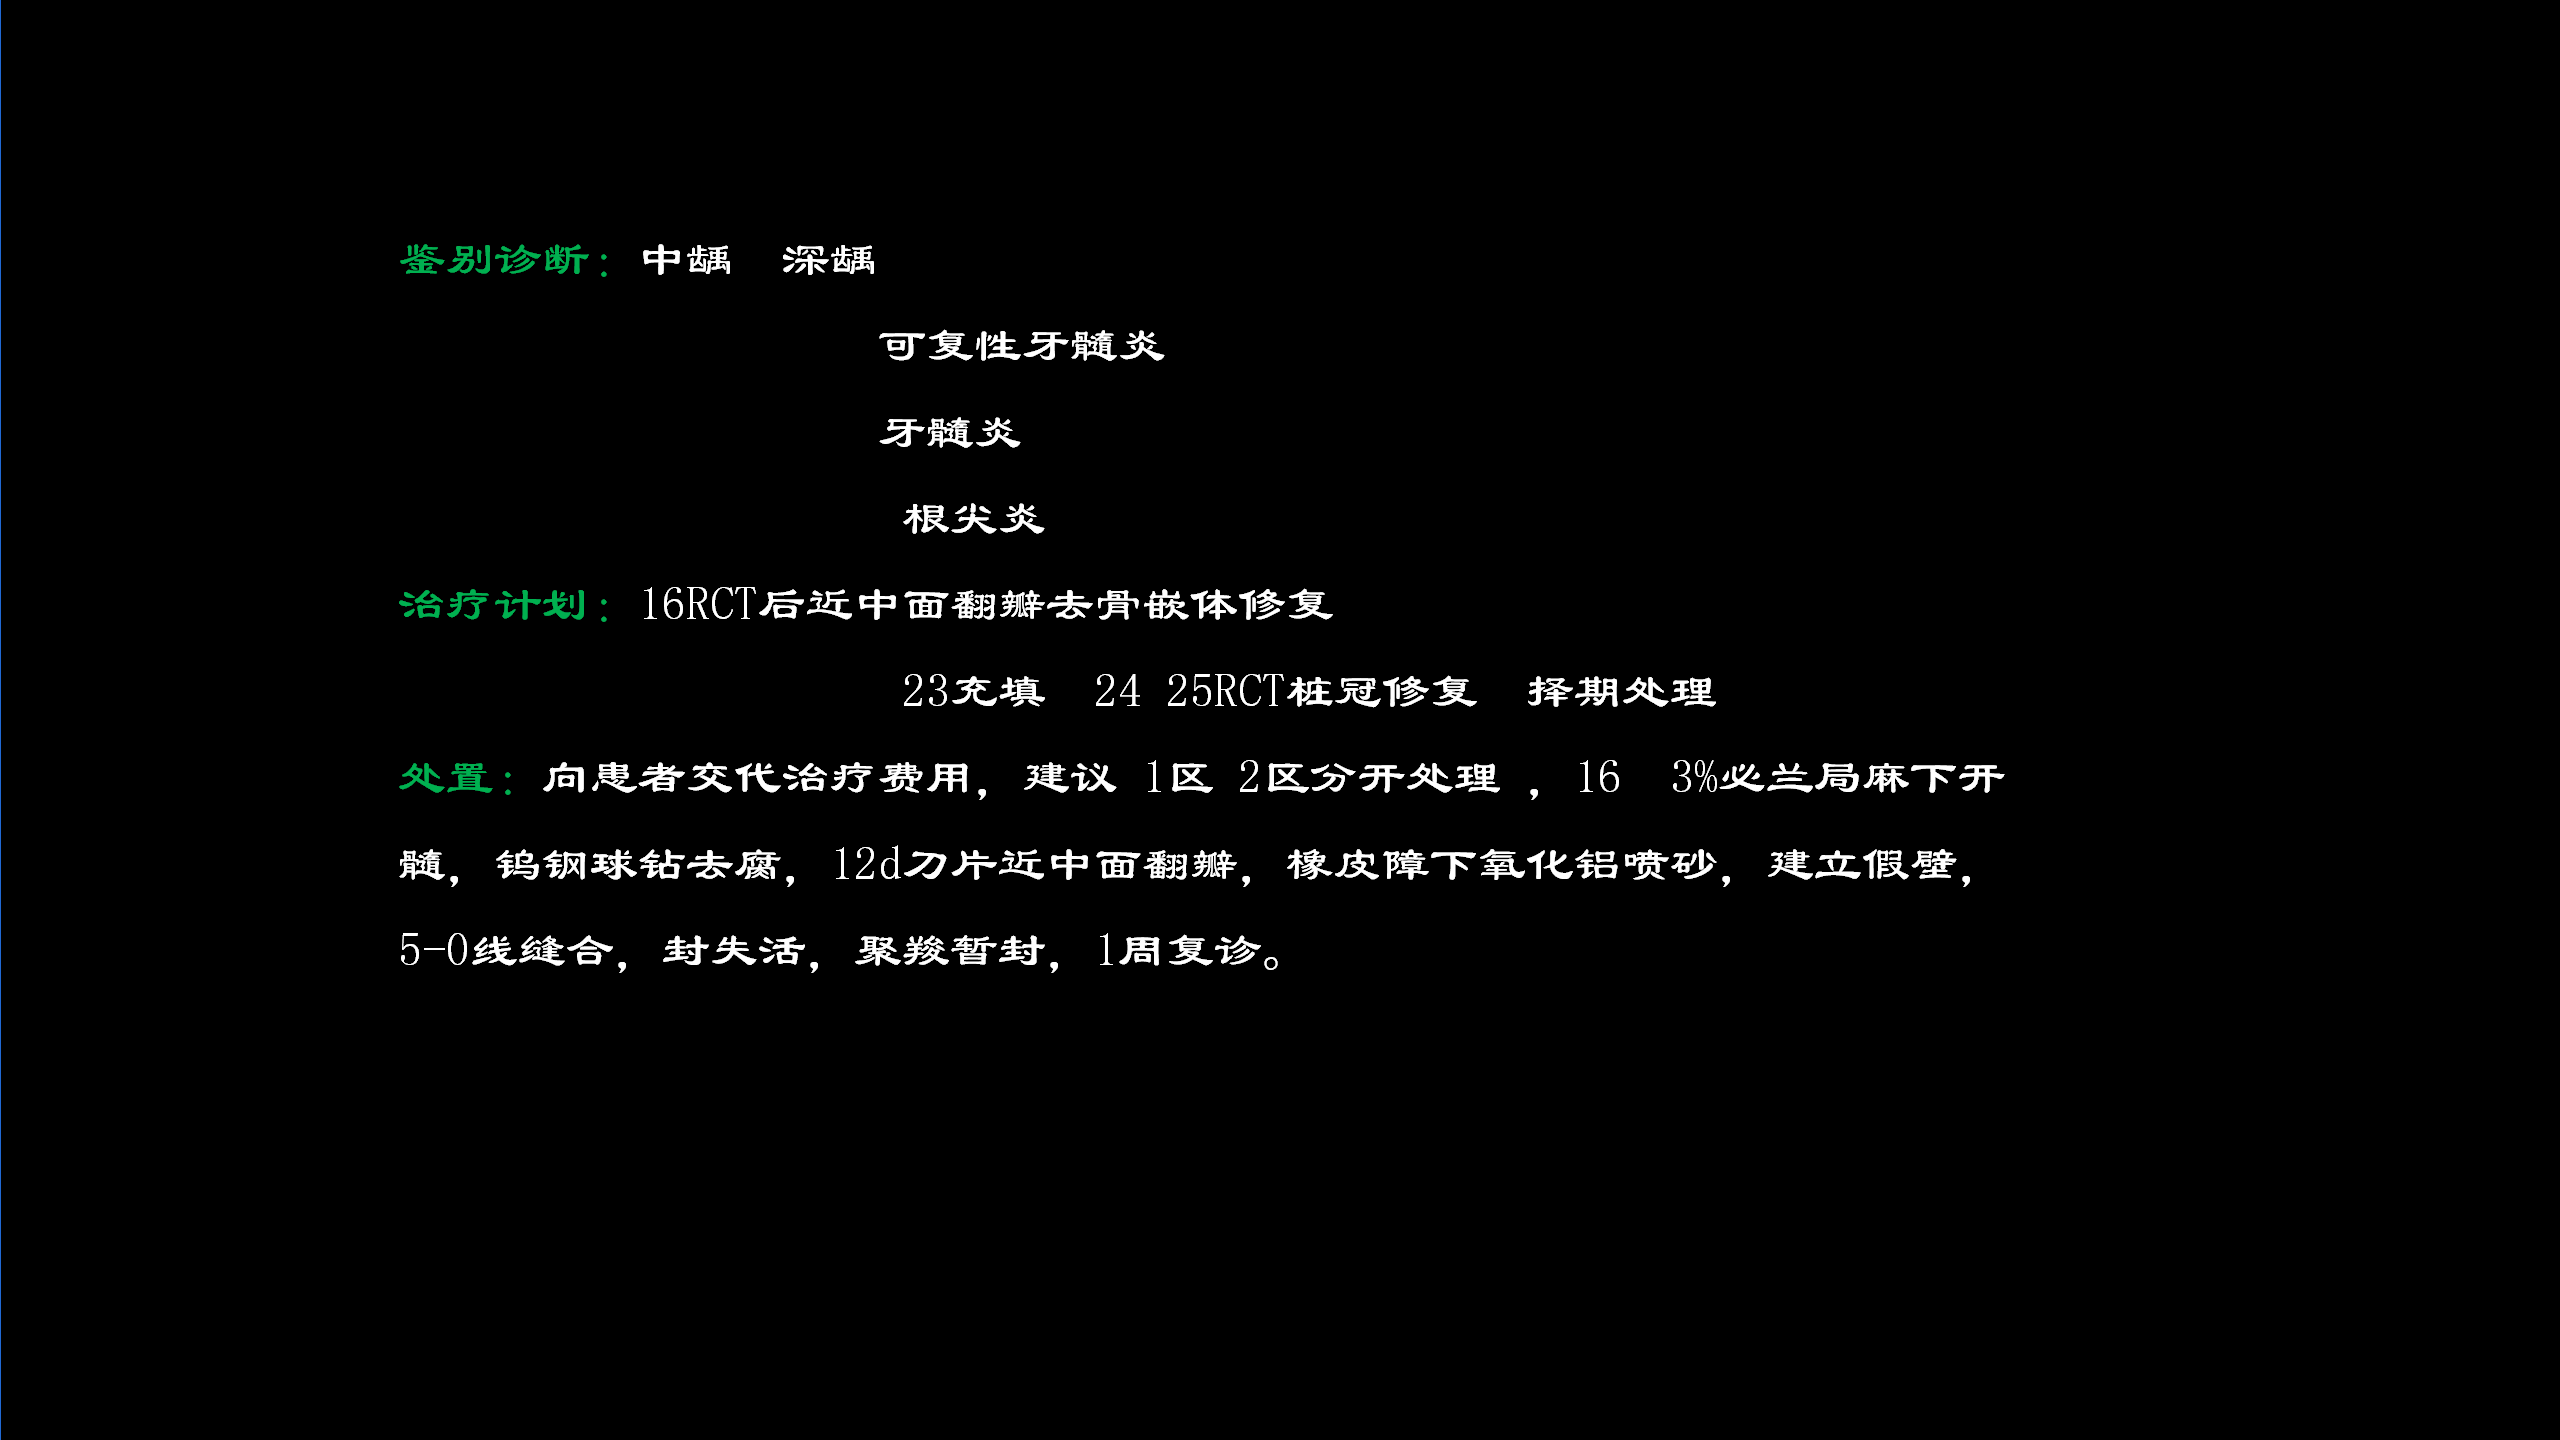 鉴别诊断：中龋  深龋
可复性牙髓炎
牙髓炎
根尖炎
治疗计划：16RCT后近中面翻瓣去骨嵌体修复
23充填  24 25RCT桩冠修复  择期处理
处置：向患者交代治疗费用，建议 1区 2区分开处理 ，16  3%必兰局麻下开
髓，钨钢球钻去腐，12d刀片近中面翻瓣，橡皮障下氧化铝喷砂，建立假壁，
5-0线缝合，封失活，聚羧暂封，1周复诊。